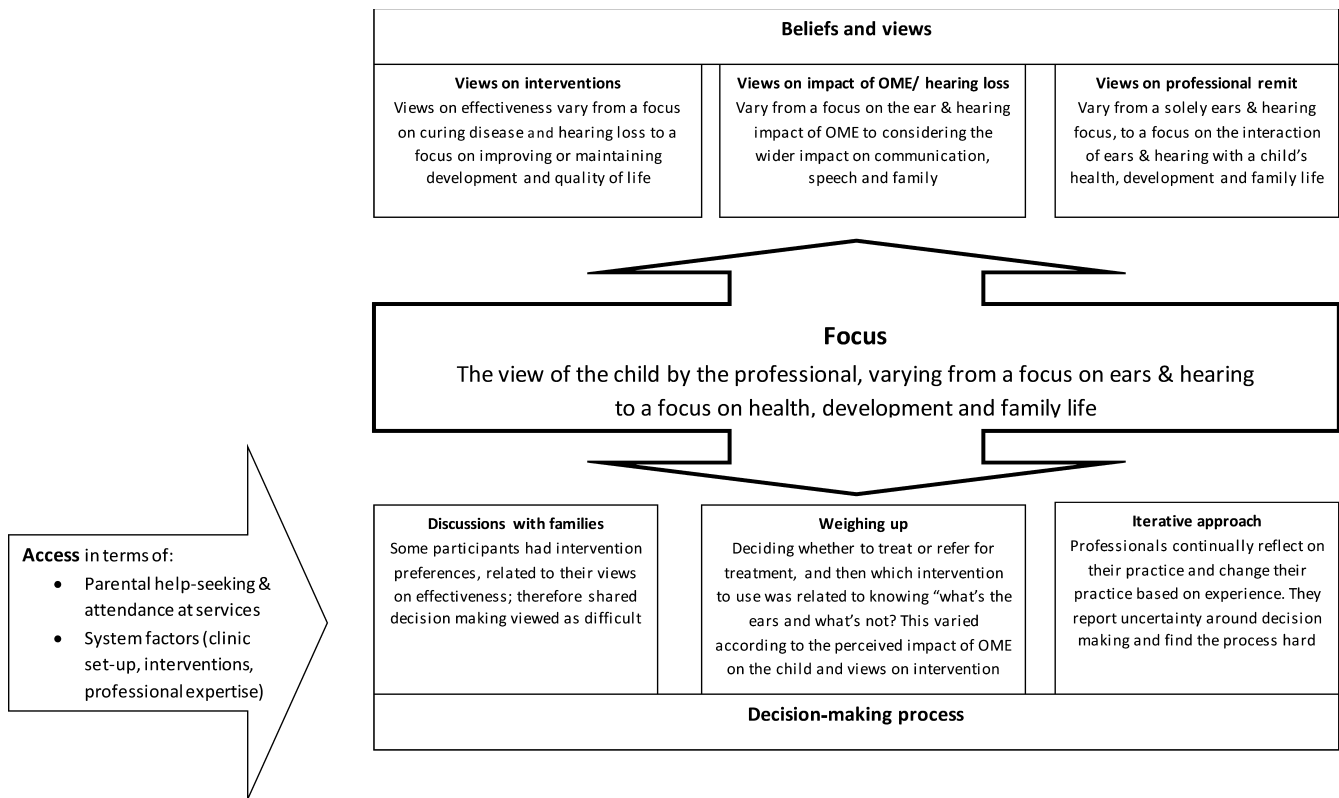 Beliefs and views
Views on interventions
Views on effectiveness vary from a focus
on curing disease and hearing loss to a
focus on improving or maintaining
development and quality of life
Views on impact of OME/ hearing loss
Vary from a focus on the ear & hearing
impact of OME to considering the
wider impact on communication,
speech and family
Views on professional remit
Vary from a solely ears & hearing
focus, to a focus on the interaction
of ears & hearing with a child’s
health, development and family life
Focus
The view of the child by the professional, varying from a focus on ears & hearing
to a focus on health, development and family life
Access in terms of:
• Parental help-seeking &
attendance at services
• System factors (clinic
set-up, interventions,
professional expertise)
Discussions with families
Some participants had intervention
preferences, related to their views
on effectiveness; therefore shared
decision making viewed as difficult
Weighing up
Deciding whether to treat or refer for
treatment, and then which intervention
to use was related to knowing “what’s the
ears and what’s not? This varied
according to the perceived impact of OME
on the child and views on intervention
Iterative approach
Professionals continually reflect on
their practice and change their
practice based on experience. They
report uncertainty around decision
making and find the process hard
Decision-making process